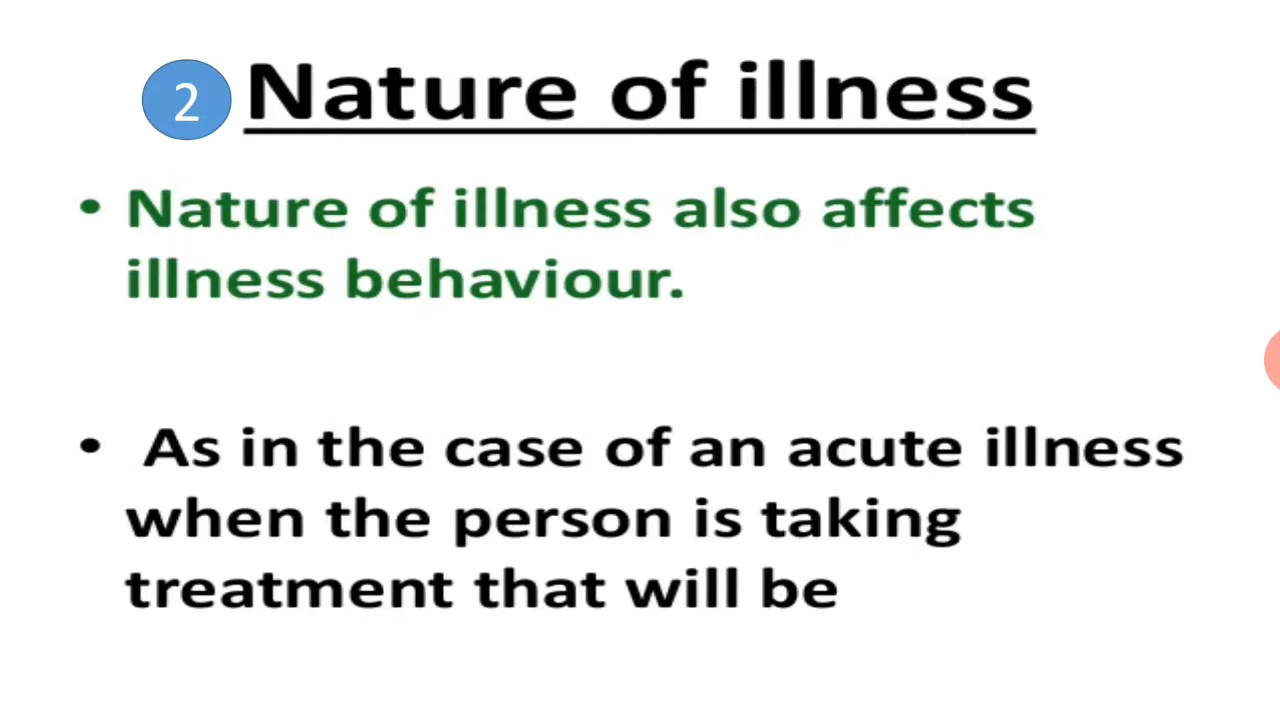 2 Nature of illness
• Nature of illness also affects
illness behaviour.
• As in the case of an acute illness
when the person is taking
treatment that will be